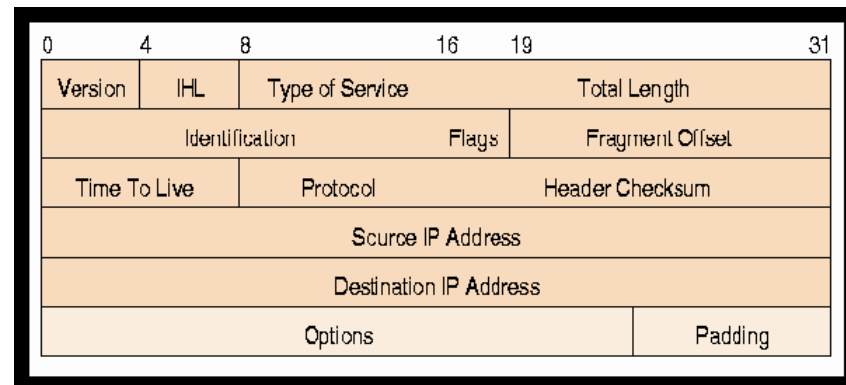 0 4 8 16 19 31
Version IHL Type of Service Total Length
Identification Flags Fragment Offset
Time To Live Protocol Header Checksum
Source IP Address
Destination IP Address
Options Padding